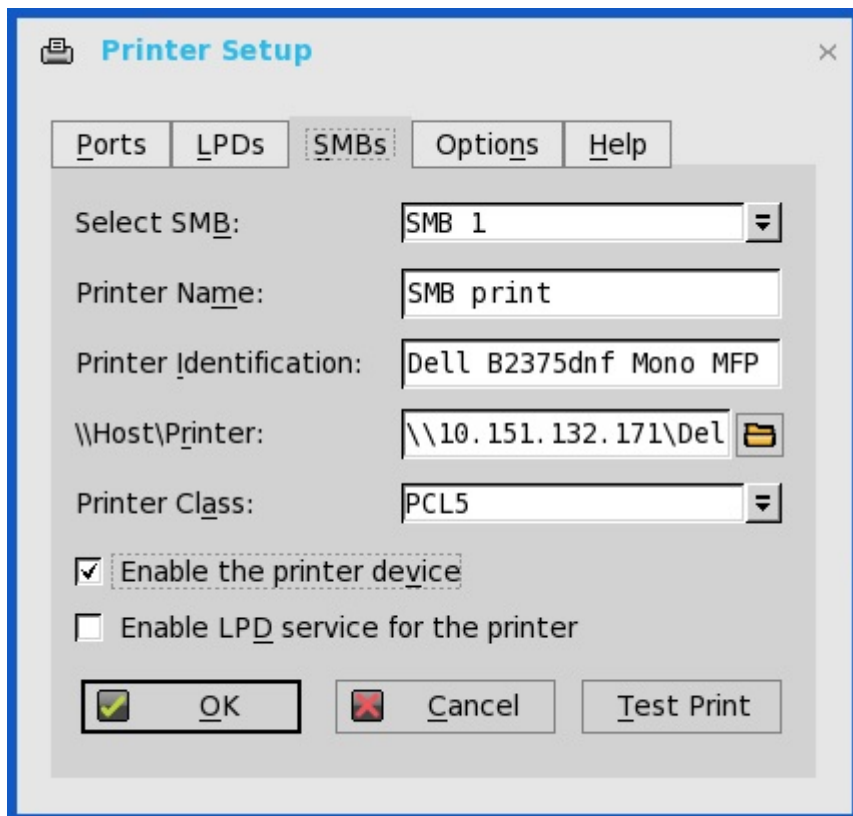 Printer Setup
Ports LPDs SMBs Options Help
Select SMB: SMB 1
Printer Name: SMB print
Printer Identification: Dell B2375dnf Mono MFP
\\Host\Printer: \\10.151.132.171\Del
Printer Class: PCL5
Enable the printer device
Enable LPD service for the printer
OK Cancel Test Print